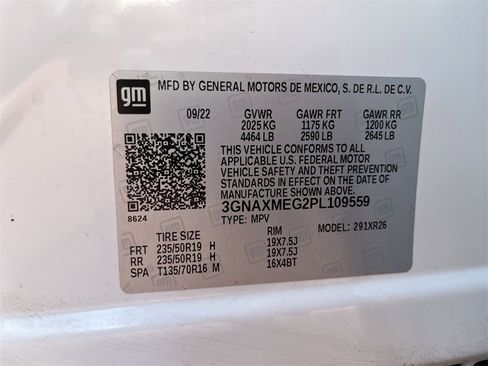 gm
MFD BY GENERAL MOTORS DE MEXICO, S. DE R.L. DE C.V.
09/22 GVWR GAWR FRT GAWR RR
2025 KG 1175 KG 1200 KG
4464 LB 2590 LB 2645 LB
THIS VEHICLE CONFORMS TO ALL
APPLICABLE U.S. FEDERAL MOTOR
VEHICLE SAFETY AND THEFT
PREVENTION STANDARDS IN
EFFECT ON THE DATE OF
MANUFACTURE SHOWN ABOVE.
3GNAXMEG2PL109559
8624
TYPE: MPV
MODEL: 291XR26
TIRE SIZE RIM
FRT 235/50R19 H 19X7.5J
RR 235/50R19 H 19X7.5J
SPA T135/70R16 M 16X4BT